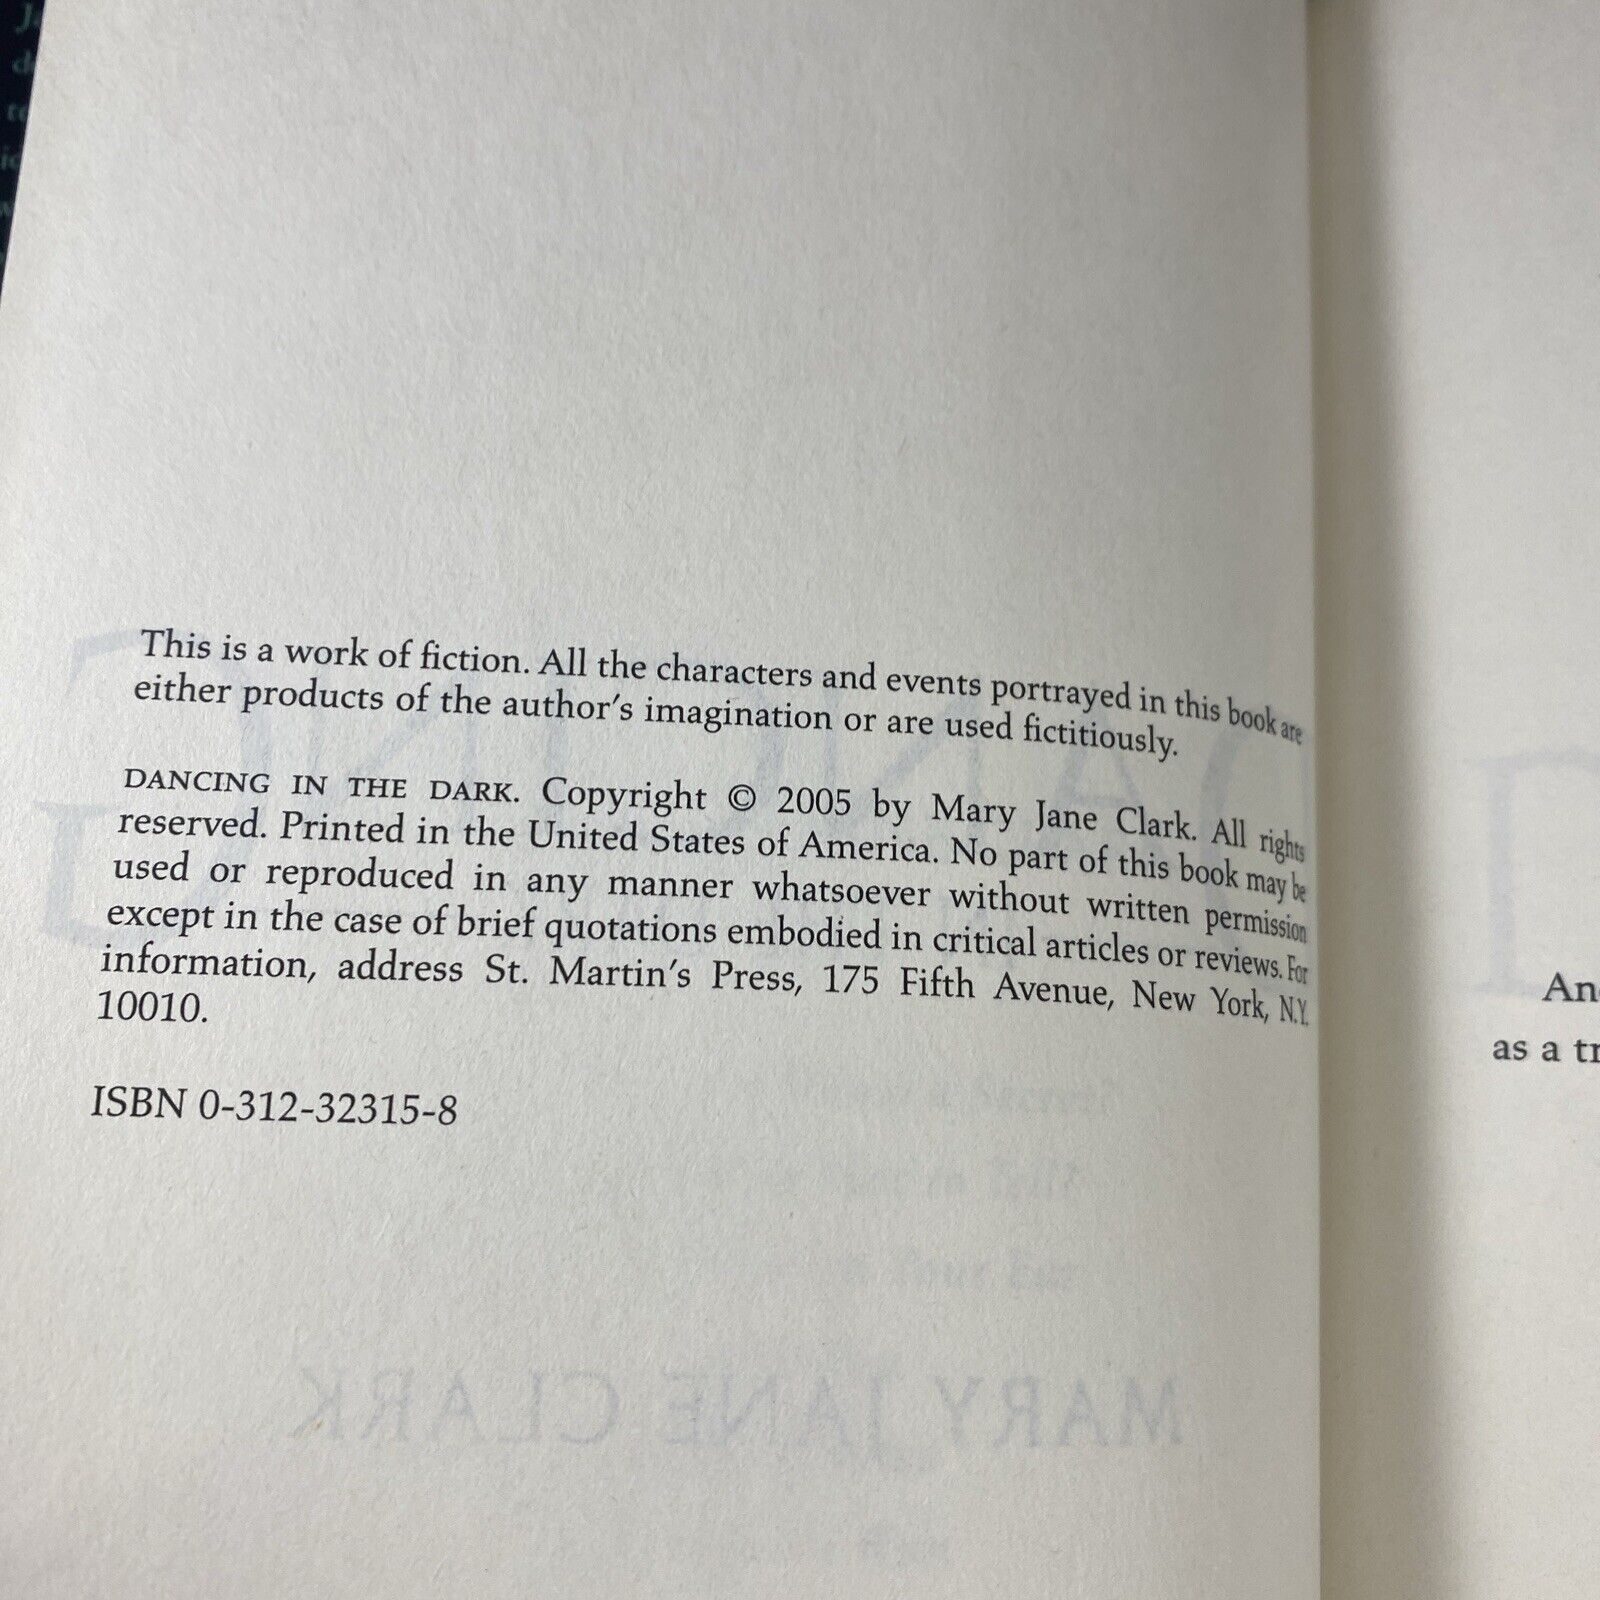 This is a work of fiction. All the characters and events portrayed in this book are
either products of the author's imagination or are used fictitiously.
DANCING IN THE DARK. Copyright © 2005 by Mary Jane Clark. All rights
reserved. Printed in the United States of America. No part of this book may be
used or reproduced in any manner whatsoever without written permission
except in the case of brief quotations embodied in critical articles or reviews. For
information, address St. Martin's Press, 175 Fifth Avenue, New York, N.Y.
10010.
ISBN 0-312-32315-8
MARY JANE CLARK
as a